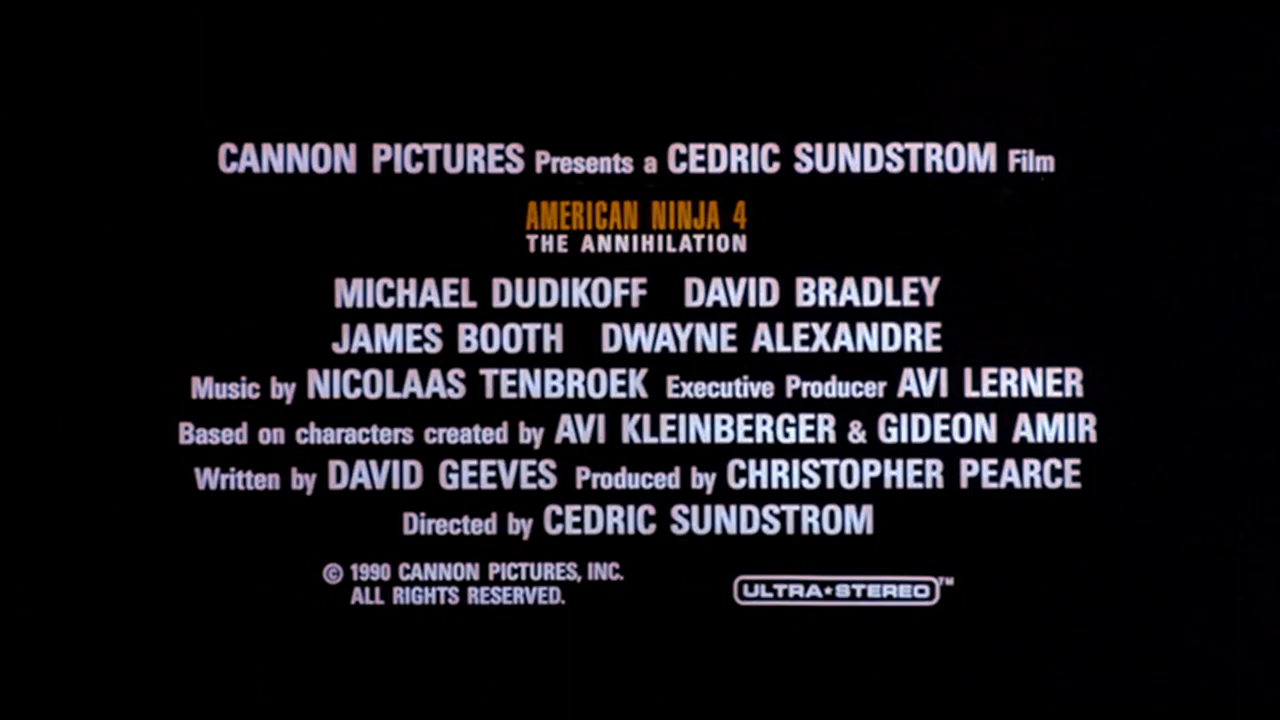 CANNON PICTURES Presents a CEDRIC SUNDSTROM Film
AMERICAN NINJA 4
THE ANNIHILATION
MICHAEL DUDIKOFF DAVID BRADLEY
JAMES BOOTH DWAYNE ALEXANDRE
Music by NICOLAAS TENBROEK Executive Producer AVI LERNER
Based on characters created by AVI KLEINBERGER & GIDEON AMIR
Written by DAVID GEEVES Produced by CHRISTOPHER PEARCE
Directed by CEDRIC SUNDSTROM
© 1990 CANNON PICTURES, INC.
ALL RIGHTS RESERVED.
ULTRA★STEREO™